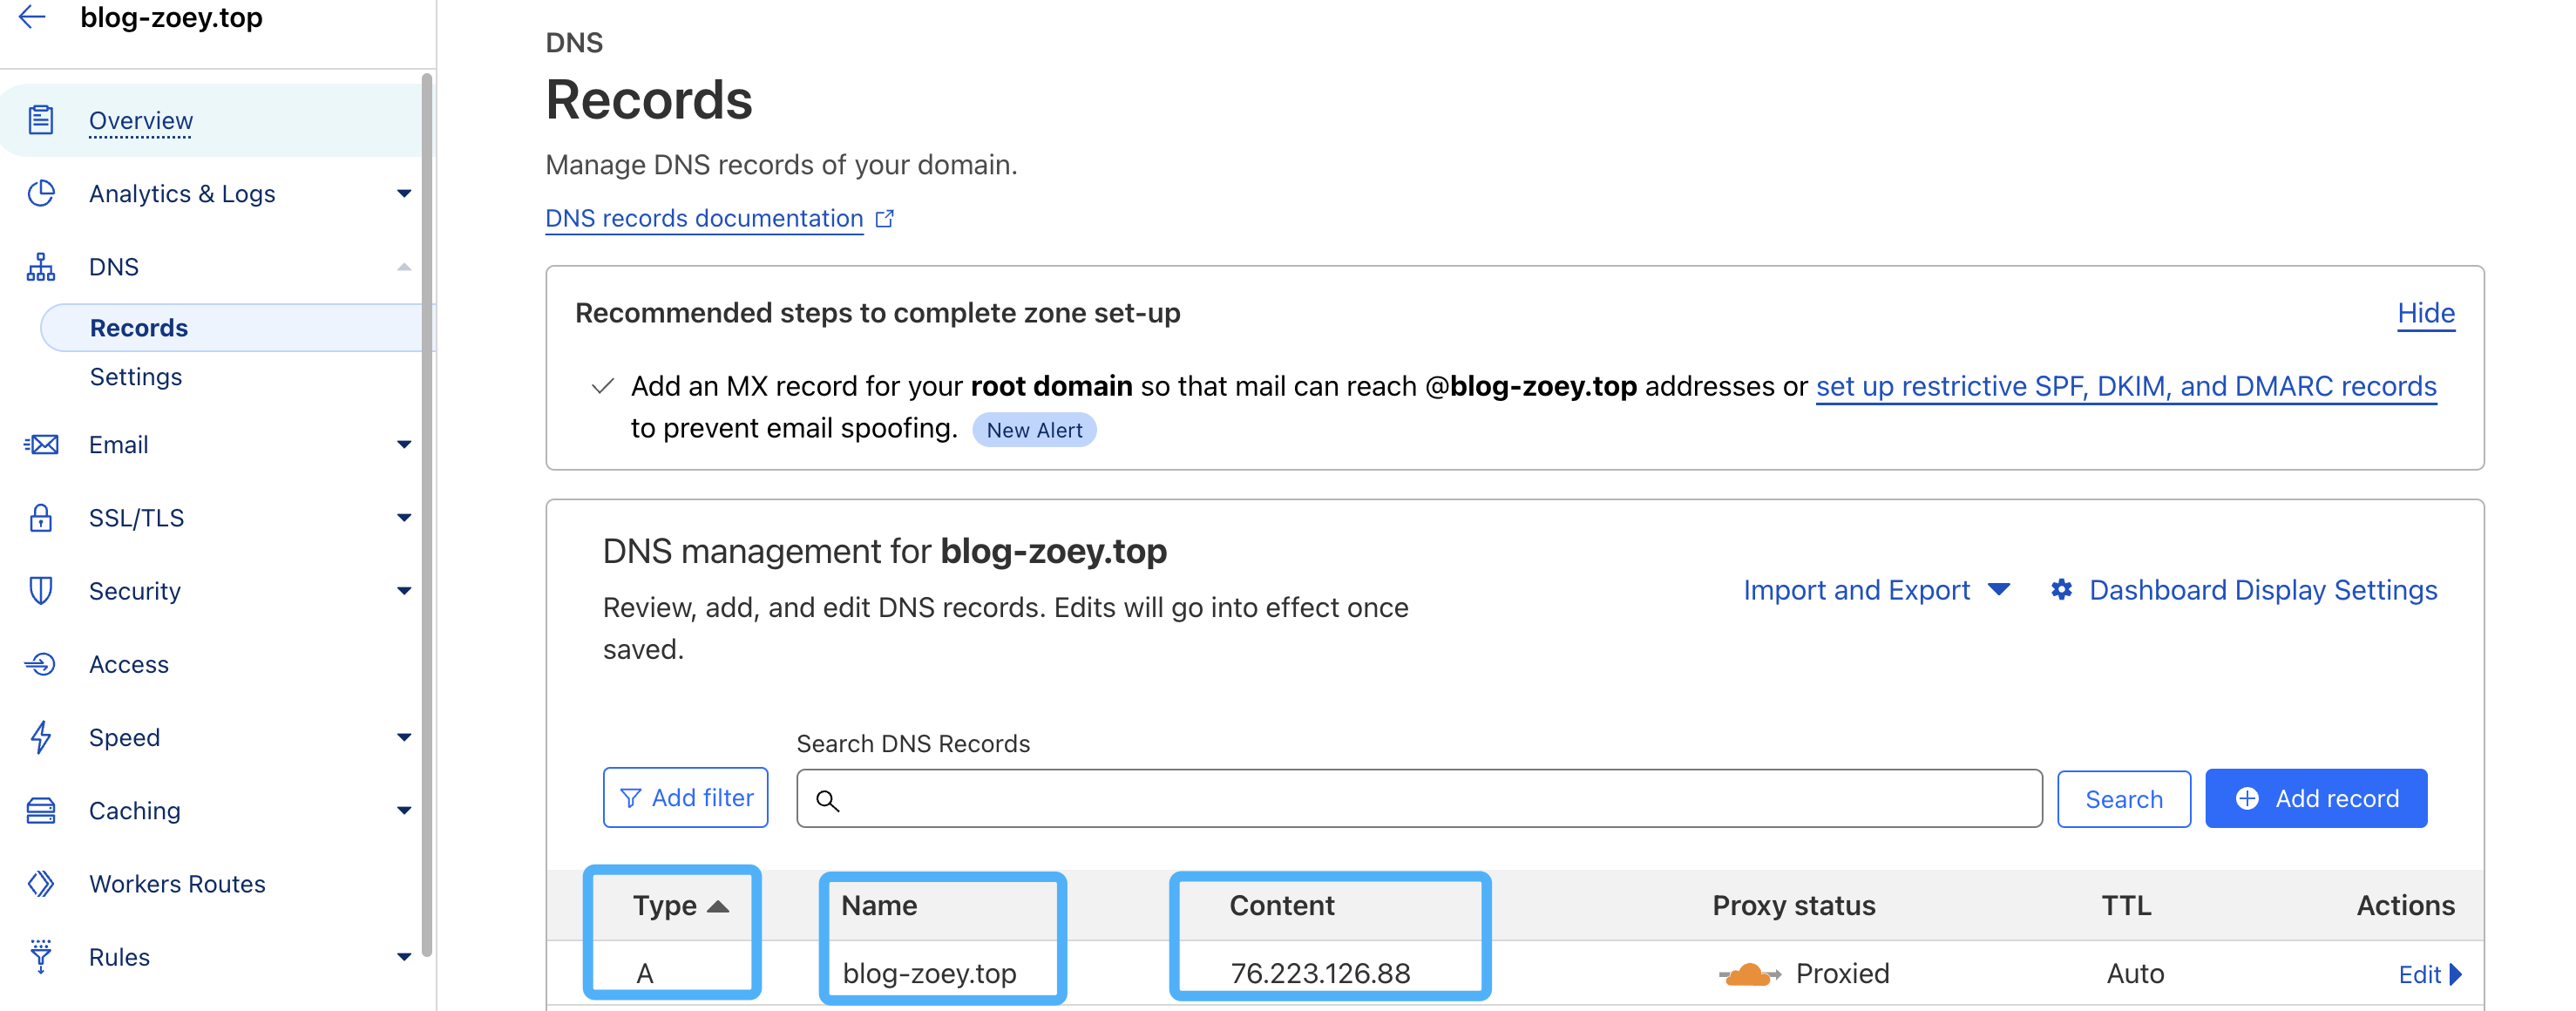 blog-zoey.top
Overview
Analytics & Logs
DNS
Records
Settings
Email
SSL/TLS
Security
Access
Speed
Caching
Workers Routes
Rules
DNS
Records
Manage DNS records of your domain.
DNS records documentation
Recommended steps to complete zone set-up
Hide
Add an MX record for your root domain so that mail can reach @blog-zoey.top addresses or set up restrictive SPF, DKIM, and DMARC records
to prevent email spoofing. New Alert
DNS management for blog-zoey.top
Review, add, and edit DNS records. Edits will go into effect once
saved.
Import and Export Dashboard Display Settings
Search DNS Records
Add filter Search Add record
Type Name Content Proxy status TTL Actions
A blog-zoey.top 76.223.126.88 Proxied Auto Edit